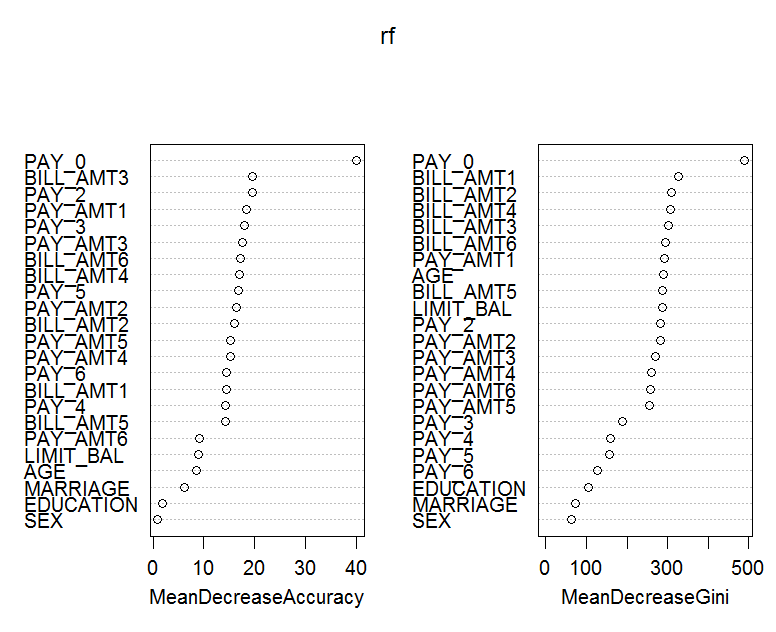 rf
PAY_0
BILL_AMT3
PAY_2
PAY_AMT1
PAY_3
PAY_AMT3
BILL_AMT6
BILL_AMT4
PAY_5
PAY_AMT2
BILL_AMT2
PAY_AMT5
PAY_AMT4
PAY_6
BILL_AMT1
PAY_4
BILL_AMT5
PAY_AMT6
LIMIT_BAL
AGE
MARRIAGE
EDUCATION
SEX
0 10 20 30 40
MeanDecreaseAccuracy
PAY_0
BILL_AMT1
BILL_AMT2
BILL_AMT4
BILL_AMT3
BILL_AMT6
PAY_AMT1
AGE
BILL_AMT5
LIMIT_BAL
PAY_2
PAY_AMT2
PAY_AMT3
PAY_AMT4
PAY_AMT6
PAY_AMT5
PAY_3
PAY_4
PAY_5
PAY_6
EDUCATION
MARRIAGE
SEX
0 100 300 500
MeanDecreaseGini